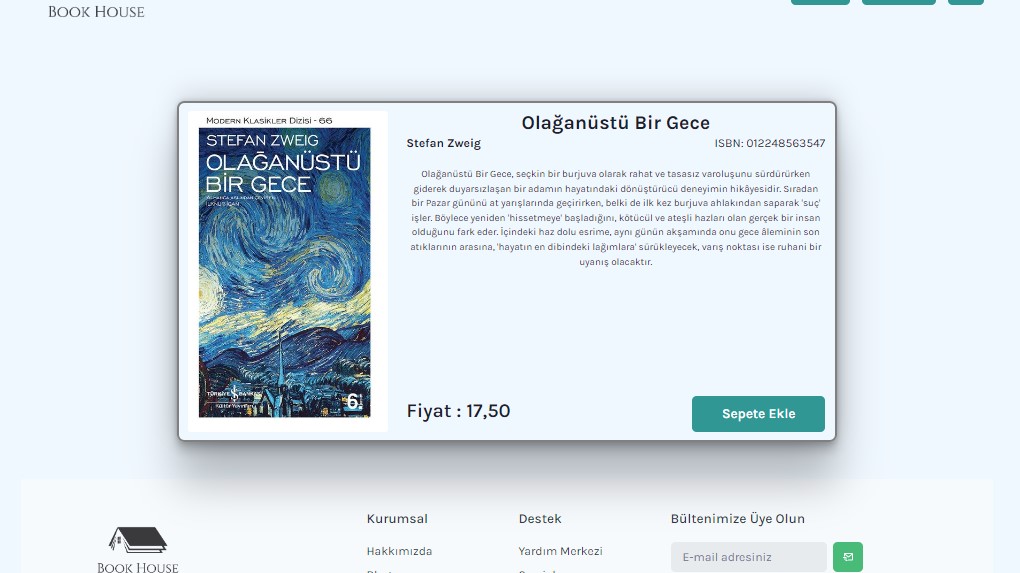 Book House
Modern Klasikler Dizisi - 66
STEFAN ZWEIG
OLAĞANÜSTÜ
BİR GECE
Olağanüstü Bir Gece
Stefan Zweig
ISBN: 012248563547
Olağanüstü Bir Gece, seçkin bir burjuva olarak rahat ve tasasız varoluşunu sürdürürken
giderek duyarsızlaşan bir adamın hayatındaki dönüştürücü deneyimin hikâyesidir. Sıradan
bir Pazar gününü at yarışlarında geçirirken, belki de ilk kez burjuva ahlakından saparak 'suç'
işler. Böylece yeniden 'hissetmeye' başladığını, kötücül ve ateşli hazları olan gerçek bir insan
olduğunu fark eder. İçindeki haz dolu esrime, aynı günün akşamında onu gece âleminin son
atıklarının arasına, 'hayatın en dibindeki lağımlara' sürükleyecek, varış noktası ise ruhani bir
uyanış olacaktır.
Fiyat : 17,50
Sepete Ekle
Book House
Kurumsal
Hakkımızda
Destek
Yardım Merkezi
Bültenimize Üye Olun
E-mail adresiniz